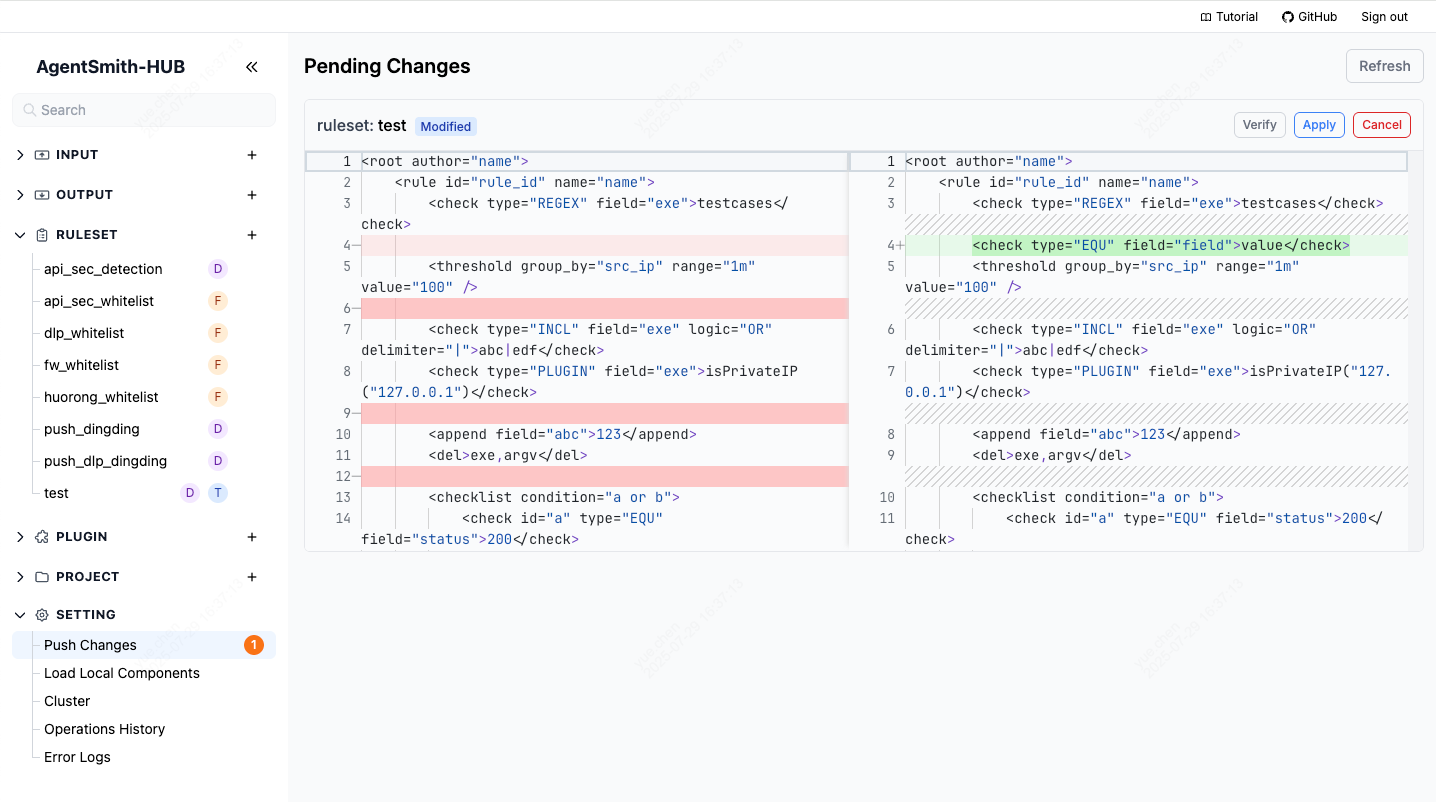 Tutorial
GitHub
Sign out
AgentSmith-HUB
Search
INPUT
OUTPUT
RULESET
api_sec_detection D
api_sec_whitelist F
dlp_whitelist F
fw_whitelist F
huorong_whitelist F
push_dingding D
push_dlp_dingding D
test D T
PLUGIN
PROJECT
SETTING
Push Changes 1
Load Local Components
Cluster
Operations History
Error Logs
Pending Changes
Refresh
ruleset: test Modified
Verify
Apply
Cancel
1 <root author="name">
2 <rule id="rule_id" name="name">
3 <check type="REGEX" field="exe">testcases</
check>
4−
5 <threshold group_by="src_ip" range="1m"
value="100" />
6−
7 <check type="INCL" field="exe" logic="OR"
delimiter="|">abc|edf</check>
8 <check type="PLUGIN" field="exe">isPrivateIP
("127.0.0.1")</check>
9−
10 <append field="abc">123</append>
11 <del>exe,argv</del>
12−
13 <checklist condition="a or b">
14 <check id="a" type="EQU"
field="status">200</check>
1 <root author="name">
2 <rule id="rule_id" name="name">
3 <check type="REGEX" field="exe">testcases</check>
4+ <check type="EQU" field="field">value</check>
5 <threshold group_by="src_ip" range="1m"
value="100" />
6 <check type="INCL" field="exe" logic="OR"
delimiter="|">abc|edf</check>
7 <check type="PLUGIN" field="exe">isPrivateIP("127.
0.0.1")</check>
8 <append field="abc">123</append>
9 <del>exe,argv</del>
10 <checklist condition="a or b">
11 <check id="a" type="EQU" field="status">200</
check>